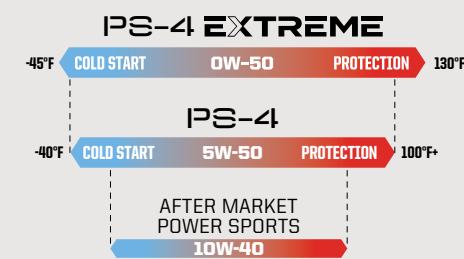 PS-4 EXTREME
-45°F COLD START 0W-50 PROTECTION 130°F
PS-4
-40°F COLD START 5W-50 PROTECTION 100°F+
AFTER MARKET
POWER SPORTS
10W-40